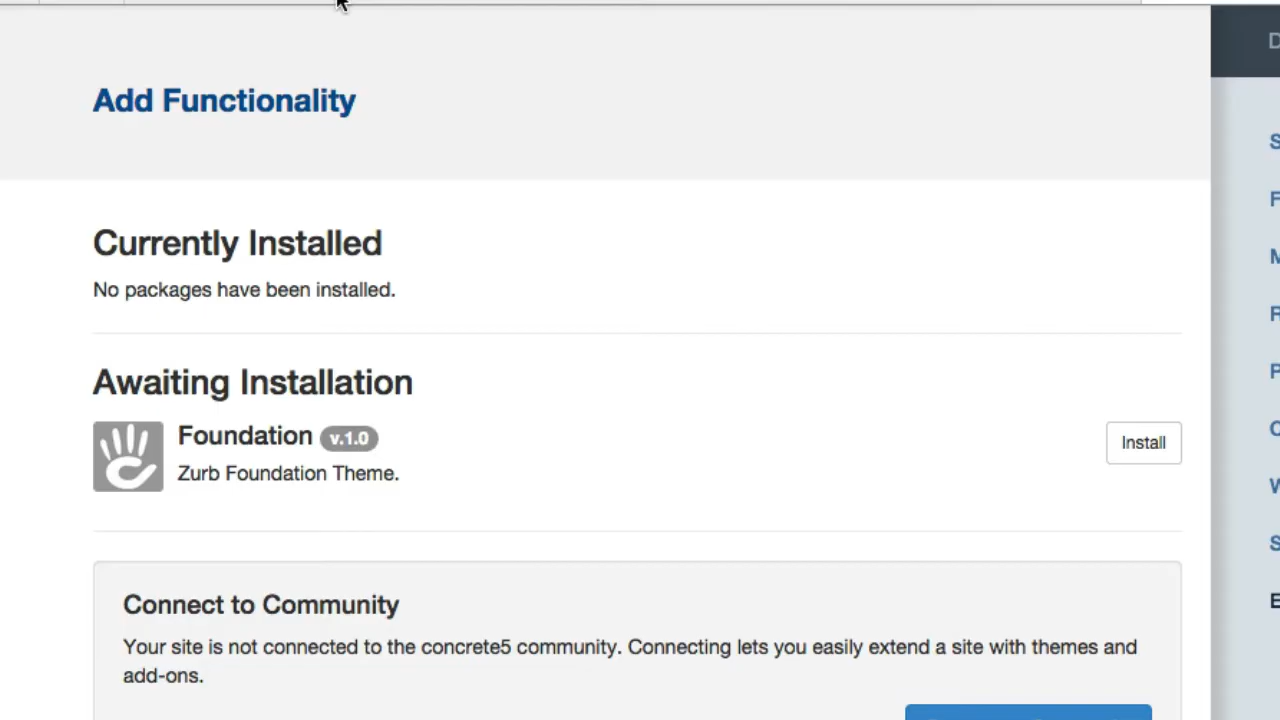 Add Functionality
Currently Installed
No packages have been installed.
Awaiting Installation
Foundation v.1.0
Zurb Foundation Theme.
Install
Connect to Community
Your site is not connected to the concrete5 community. Connecting lets you easily extend a site with themes and
add-ons.